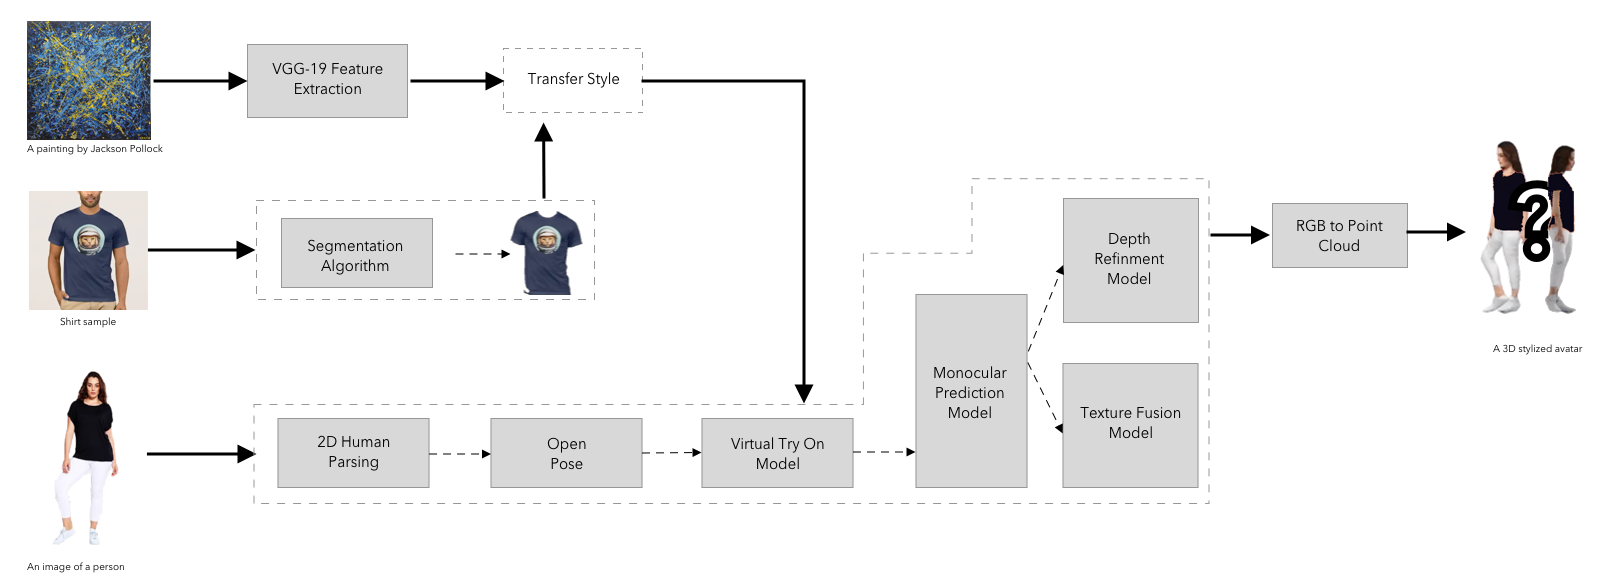 VGG-19 Feature
Extraction
Transfer Style
A painting by Jackson Pollock
Segmentation
Algorithm
Shirt sample
2D Human
Parsing
Open
Pose
Virtual Try On
Model
Monocular
Prediction
Model
Depth
Refinment
Model
Texture Fusion
Model
RGB to Point
Cloud
?
A 3D stylized avatar
An image of a person